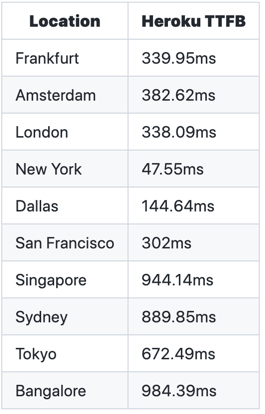 Location Heroku TTFB
Frankfurt 339.95ms
Amsterdam 382.62ms
London 338.09ms
New York 47.55ms
Dallas 144.64ms
San Francisco 302ms
Singapore 944.14ms
Sydney 889.85ms
Tokyo 672.49ms
Bangalore 984.39ms